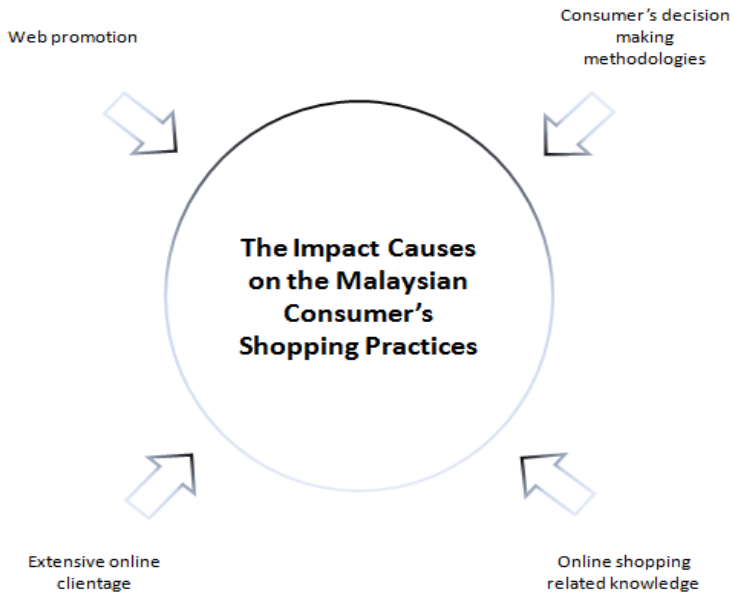 Web promotion
Consumer’s decision
making
methodologies
The Impact Causes
on the Malaysian
Consumer’s
Shopping Practices
Extensive online
clientage
Online shopping
related knowledge